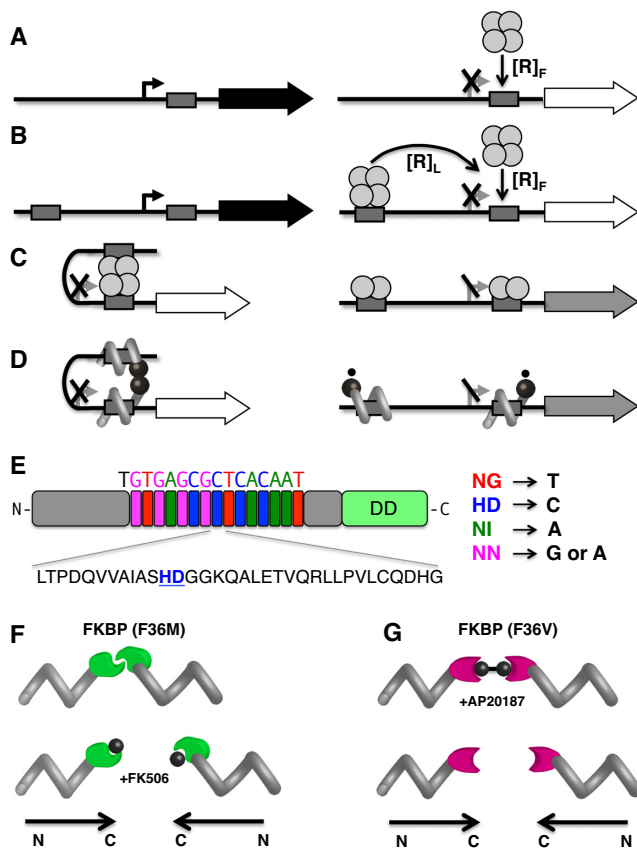 A
[R]F
B
[R]L
[R]F
C
D
E
TGTGAGCGCTCACAAT
N-
DD
-C
NG → T
HD → C
NI → A
NN → G or A
LTPDQVVAIASHDGGKQALETVQRLLPVLCQDHG
F
FKBP (F36M)
+FK506
N C C N
G
FKBP (F36V)
+AP20187
N C C N